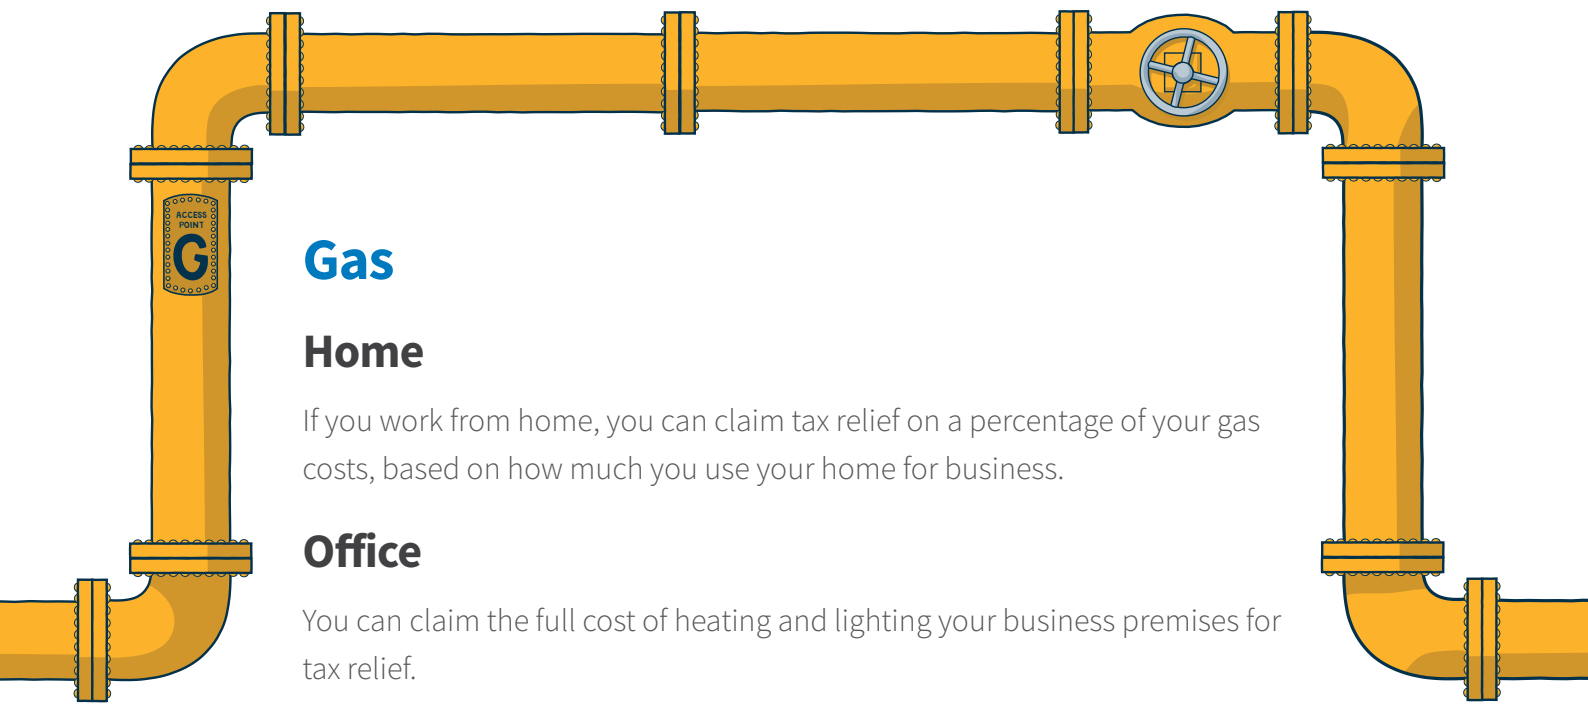 ACCESS
POINT
G
Gas
Home
If you work from home, you can claim tax relief on a percentage of your gas
costs, based on how much you use your home for business.
Office
You can claim the full cost of heating and lighting your business premises for
tax relief.